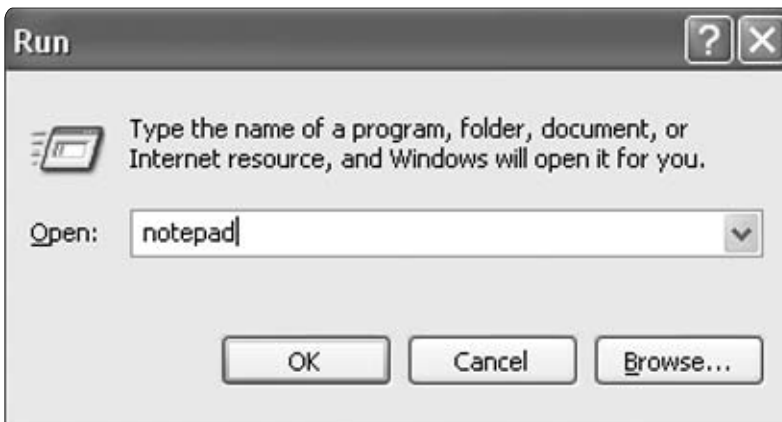 Run
Type the name of a program, folder, document, or
Internet resource, and Windows will open it for you.
Open: notepad
OK Cancel Browse...